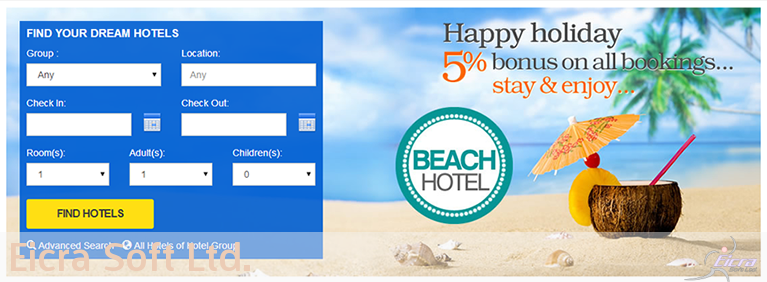 FIND YOUR DREAM HOTELS
Group :
Location:
Any
Any
Check In:
Check Out:
Room(s):
Adult(s):
Children(s):
1
1
0
FIND HOTELS
Advanced Search
All Hotels of Hotel Group
Happy holiday
5% bonus on all bookings...
stay & enjoy...
BEACH
HOTEL
Eicra Soft Ltd.
Eicra
Soft Ltd.